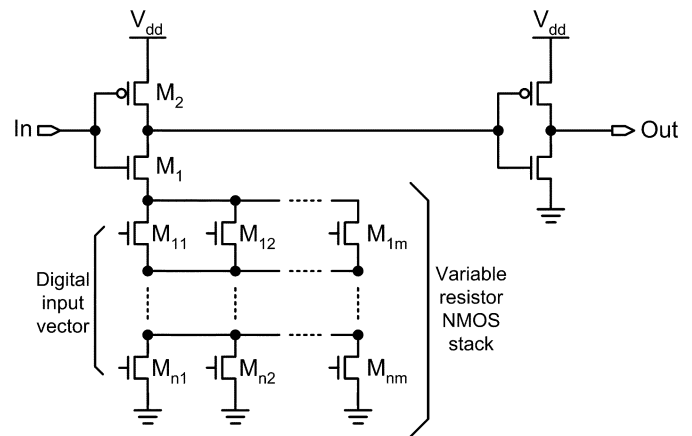 Vdd
Vdd
M2
In
Out
M1
M11
M12
M1m
Digital
input
vector
Variable
resistor
NMOS
stack
Mn1
Mn2
Mnm